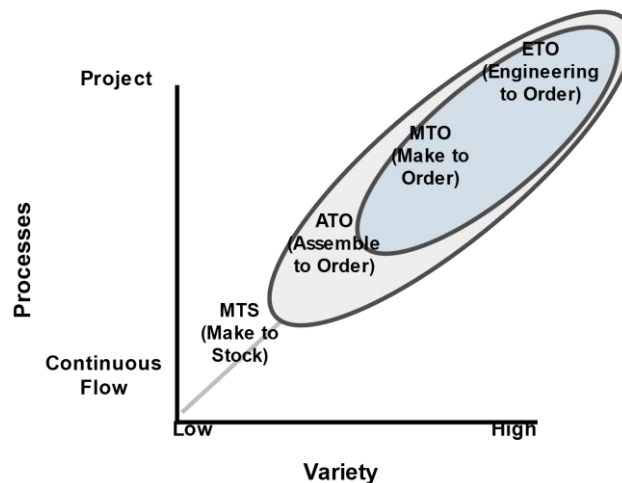 ETO
(Engineering
to Order)
Project
MTO
(Make to
Order)
ATO
(Assemble
to Order)
Processes
MTS
(Make to
Stock)
Continuous
Flow
Low
High
Variety